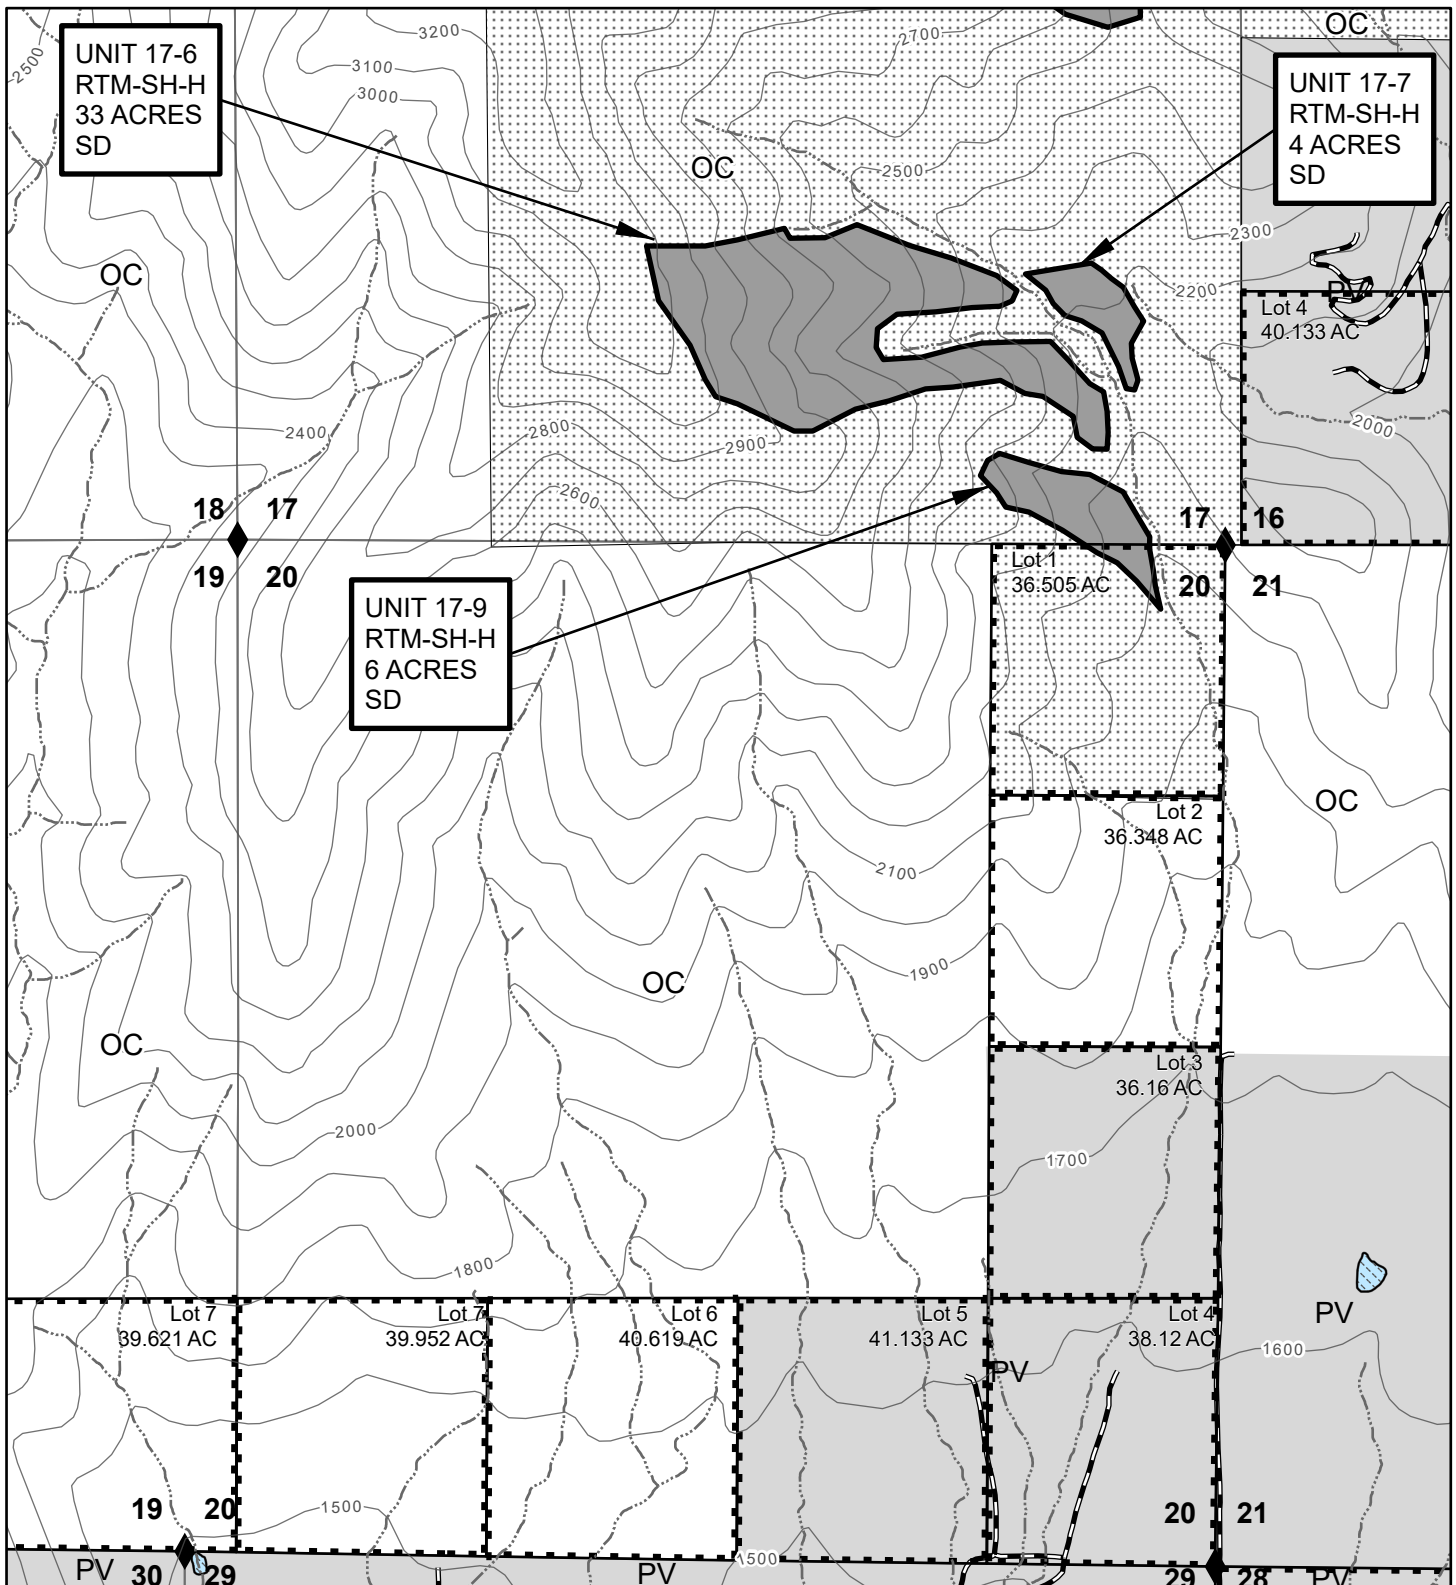 3200
2700
OC
2500
UNIT 17-6
RTM-SH-H
33 ACRES
SD
3100
3000
UNIT 17-7
RTM-SH-H
4 ACRES
SD
OC
2500
2300
OC
2200
PV
Lot 4
40.133 AC
2400
2800
2900
2000
2600
18 17
17 16
19 20
20 21
Lot 1
36.505 AC
UNIT 17-9
RTM-SH-H
6 ACRES
SD
OC
Lot 2
36.348 AC
2100
1900
OC
OC
Lot 3
36.16 AC
2000
1700
1800
Lot 7
39.621 AC
Lot 7
39.952 AC
Lot 6
40.619 AC
Lot 5
41.133 AC
Lot 4
38.12 AC
PV
1600
PV
1500
19 20
20 21
1500
PV
30 29
PV
29 28
PV